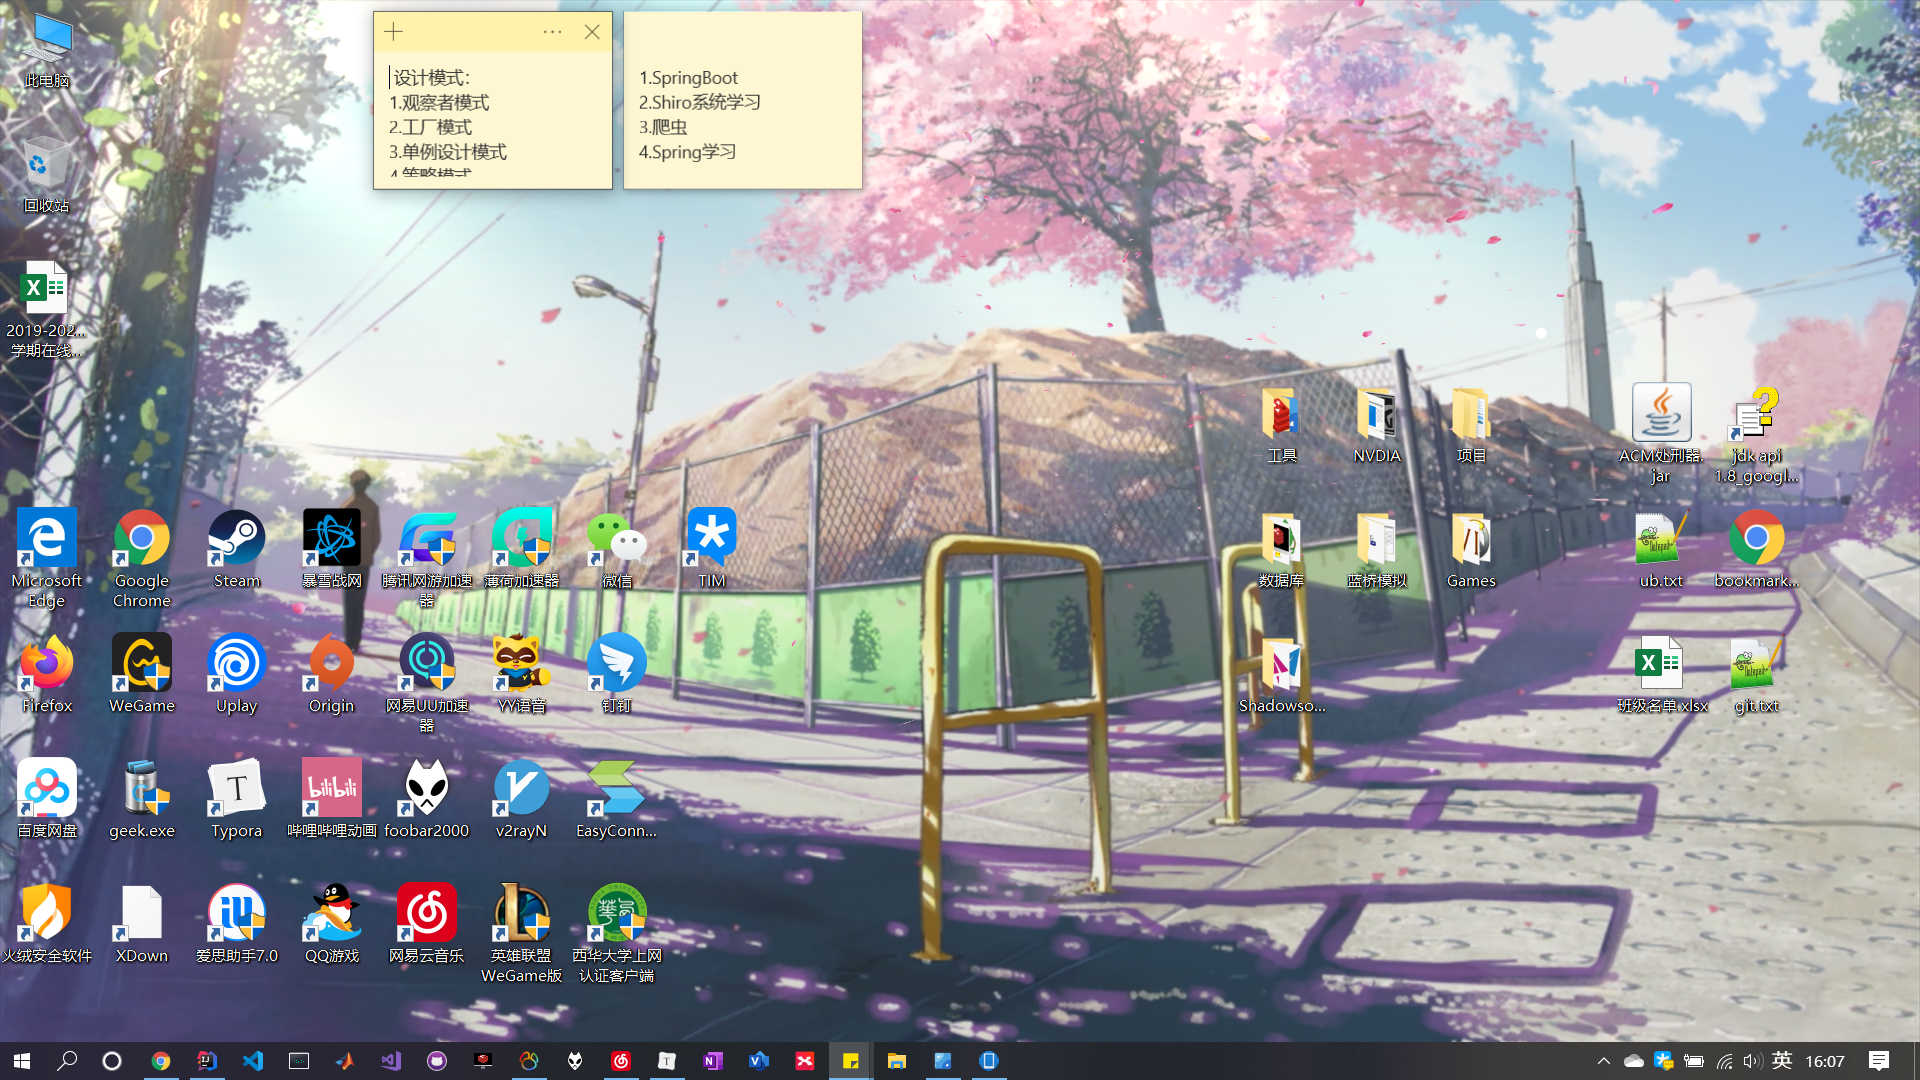 此电脑
回收站
2019-202...
学期在线...
设计模式：
1.观察者模式
2.工厂模式
3.单例设计模式
4.策略模式
1.SpringBoot
2.Shiro系统学习
3.爬虫
4.Spring学习
工具
NVDIA
项目
ACM处刑器.
jar
jdk api
1.8_googl...
Microsoft
Edge
Google
Chrome
Steam
暴雪战网
腾讯网游加速
器
薄荷加速器
微信
TIM
数据库
蓝桥模拟
Games
ub.txt
bookmark...
Firefox
WeGame
Uplay
Origin
网易UU加速
器
YY语音
钉钉
Shadowso...
班级名单.xlsx
git.txt
百度网盘
geek.exe
Typora
bilibili
哔哩哔哩动画
foobar2000
v2rayN
EasyConn...
火绒安全软件
XDown
爱思助手7.0
QQ游戏
网易云音乐
英雄联盟
WeGame版
西华大学上网
认证客户端
英
16:07